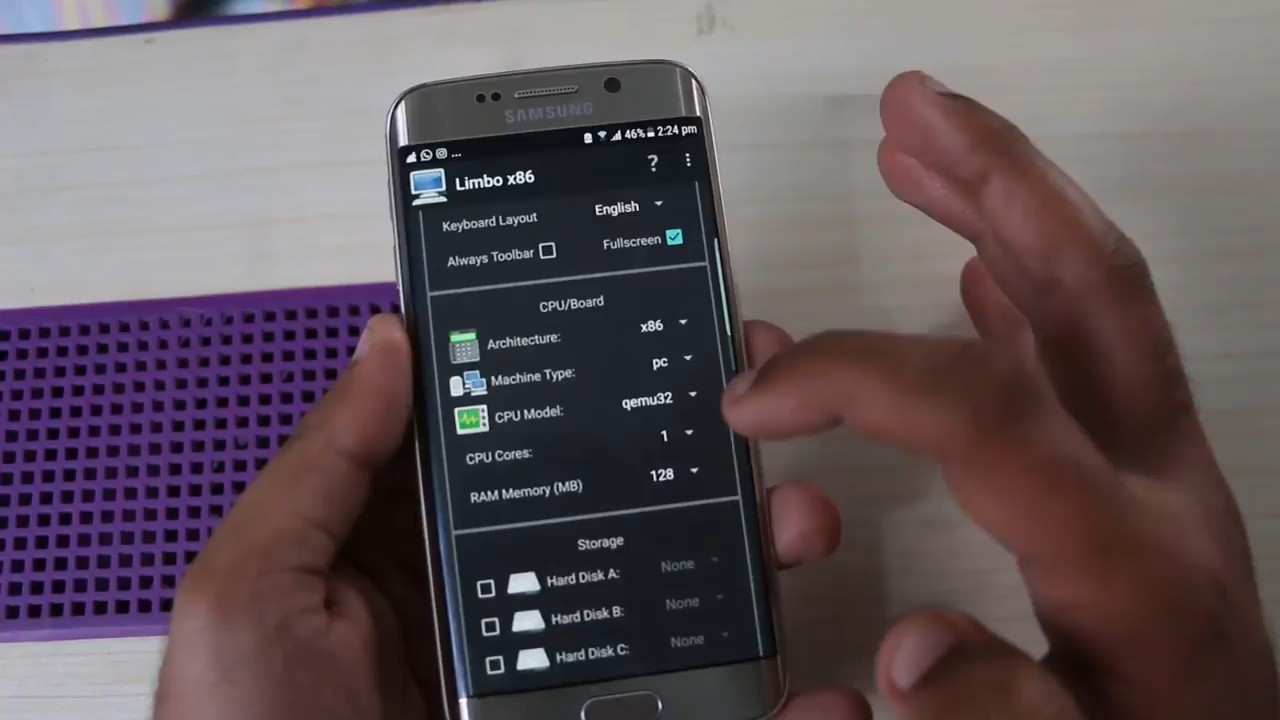 SAMSUNG
46% 2:24 pm
...
Limbo x86 ?
Keyboard Layout English
Always Toolbar Fullscreen
CPU/Board
Architecture: x86
Machine Type: pc
CPU Model: qemu32
CPU Cores: 1
RAM Memory (MB) 128
Storage
Hard Disk A: None
Hard Disk B: None
Hard Disk C: None